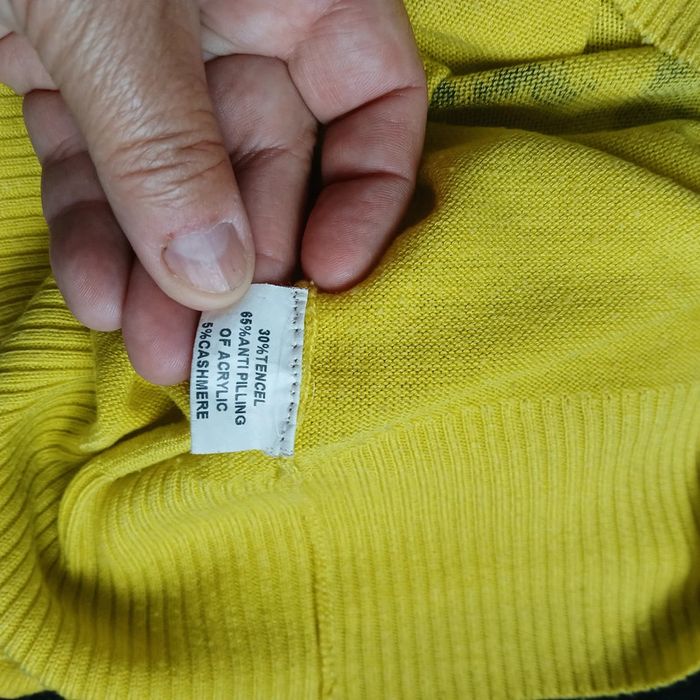 30%TENCEL
65%ANTI PILLING
OF ACRYLIC
5%CASHMERE